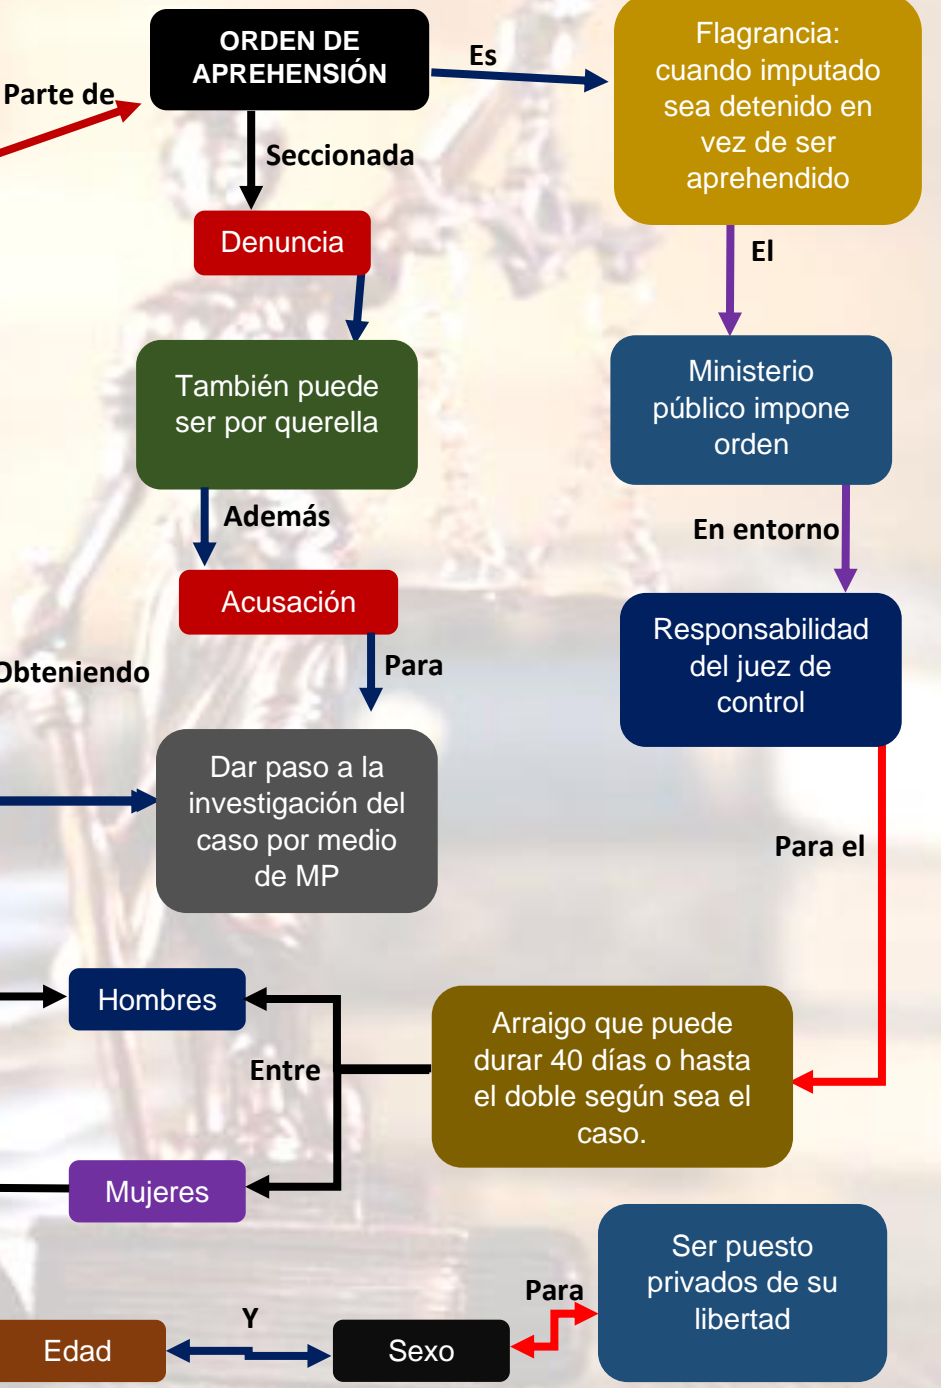 ORDEN DE
APREHENSIÓN
Es
Flagrancia:
cuando imputado
sea detenido en
vez de ser
aprehendido
Parte de
Seccionada
Denuncia
El
También puede
ser por querella
Ministerio
público impone
orden
Además
En entorno
Acusación
Responsabilidad
del juez de
control
Obteniendo
Para
Dar paso a la
investigación del
caso por medio
de MP
Para el
Hombres
Entre
Arraigo que puede
durar 40 días o hasta
el doble según sea el
caso.
Mujeres
Ser puesto
privados de su
libertad
Para
Y
Edad
Sexo